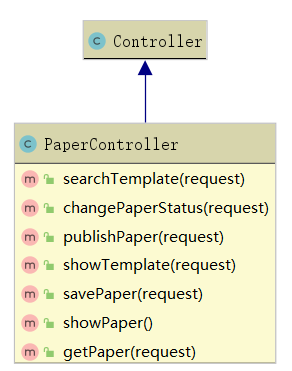 C Controller
C PaperController
m searchTemplate(request)
m changePaperStatus(request)
m publishPaper(request)
m showTemplate(request)
m savePaper(request)
m showPaper()
m getPaper(request)